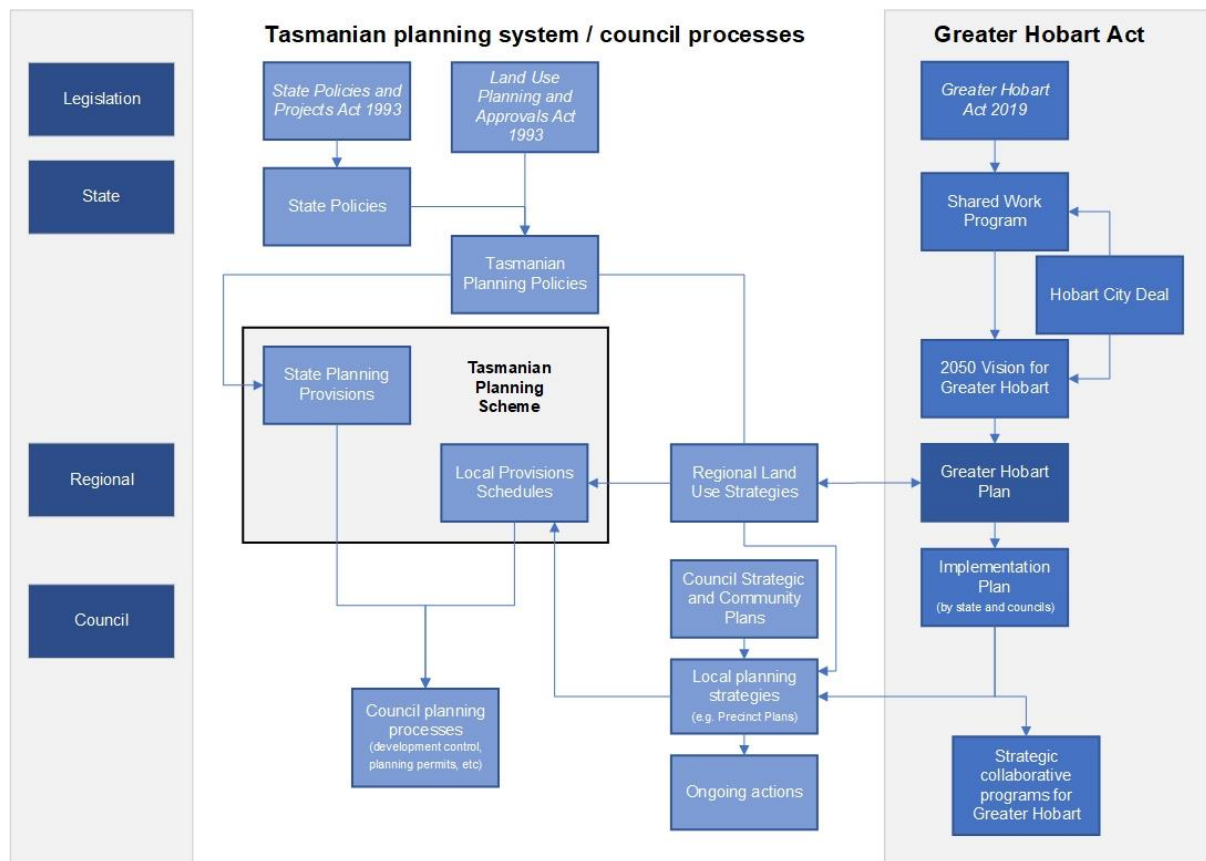 Tasmanian planning system / council processes
Greater Hobart Act
Legislation
State
Regional
Council
State Policies and
Projects Act 1993
Land Use
Planning and
Approvals Act
1993
State Policies
Tasmanian
Planning Policies
State Planning
Provisions
Tasmanian
Planning
Scheme
Local Provisions
Schedules
Regional Land
Use Strategies
Council Strategic
and Community
Plans
Local planning
strategies
(e.g. Precinct Plans)
Council planning
processes
(development control,
planning permits, etc)
Ongoing actions
Greater Hobart
Act 2019
Shared Work
Program
Hobart City Deal
2050 Vision for
Greater Hobart
Greater Hobart
Plan
Implementation
Plan
(by state and councils)
Strategic
collaborative
programs for
Greater Hobart